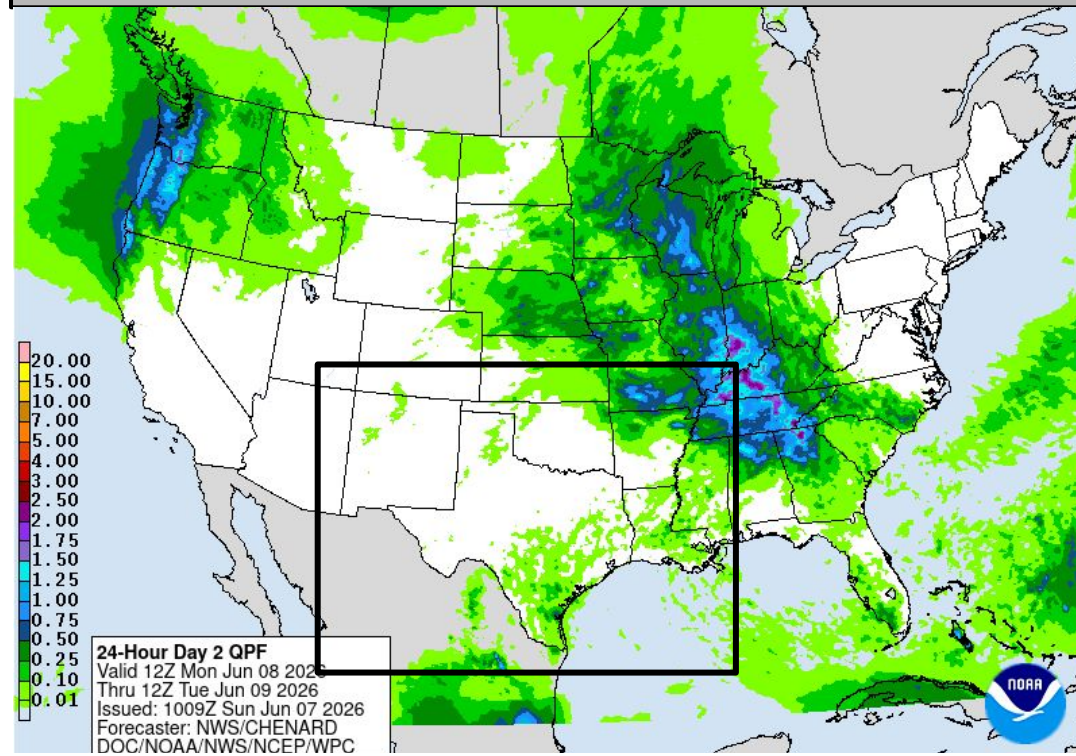 20.00
15.00
10.00
7.00
5.00
4.00
3.00
2.50
2.00
1.75
1.50
1.25
1.00
0.75
0.50
0.25
0.10
0.01
24-Hour Day 2 QPF
Valid 12Z Mon Jun 08 2026
Thru 12Z Tue Jun 09 2026
Issued: 1009Z Sun Jun 07 2026
Forecaster: NWS/CHENARD
DOC/NOAA/NWS/NCEP/WPC
NOAA